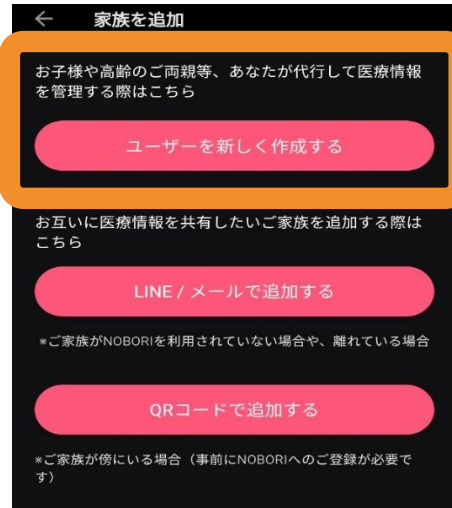 ← 家族を追加
お子様や高齢のご両親等、あなたが代行して医療情報
を管理する際はこちら
ユーザーを新しく作成する
お互いに医療情報を共有したいご家族を追加する際は
こちら
LINE / メールで追加する
*ご家族がNOBORIを利用されていない場合や、離れている場合
QRコードで追加する
*ご家族が傍にいる場合（事前にNOBORIへのご登録が必要で
す）